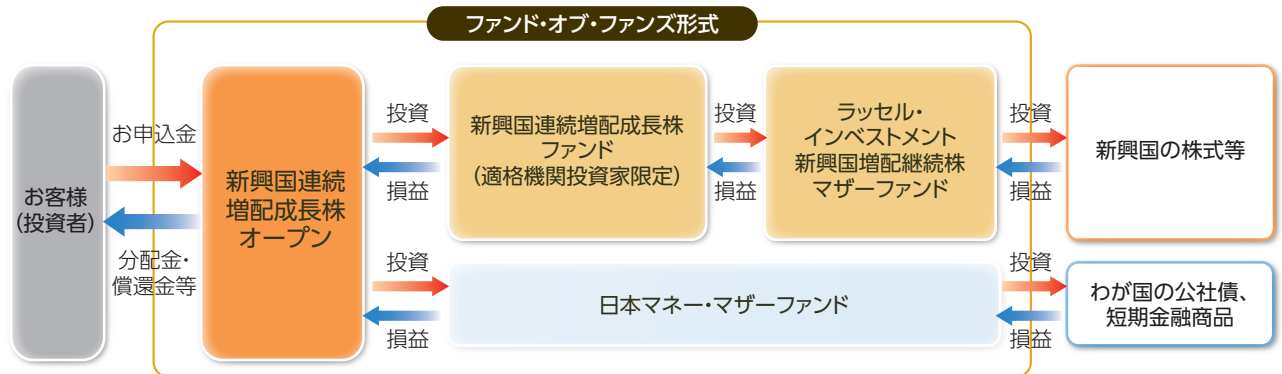 ファンド・オブ・ファンズ形式
お客様
(投資者)
お申込金
分配金・
償還金等
新興国連続
増配成長株
オープン
投資
損益
新興国連続増配成長株
ファンド
(適格機関投資家限定)
投資
損益
ラッセル・
インベストメント
新興国増配継続株
マザーファンド
投資
損益
新興国の株式等
投資
損益
日本マネー・マザーファンド
投資
損益
わが国の公社債、
短期金融商品